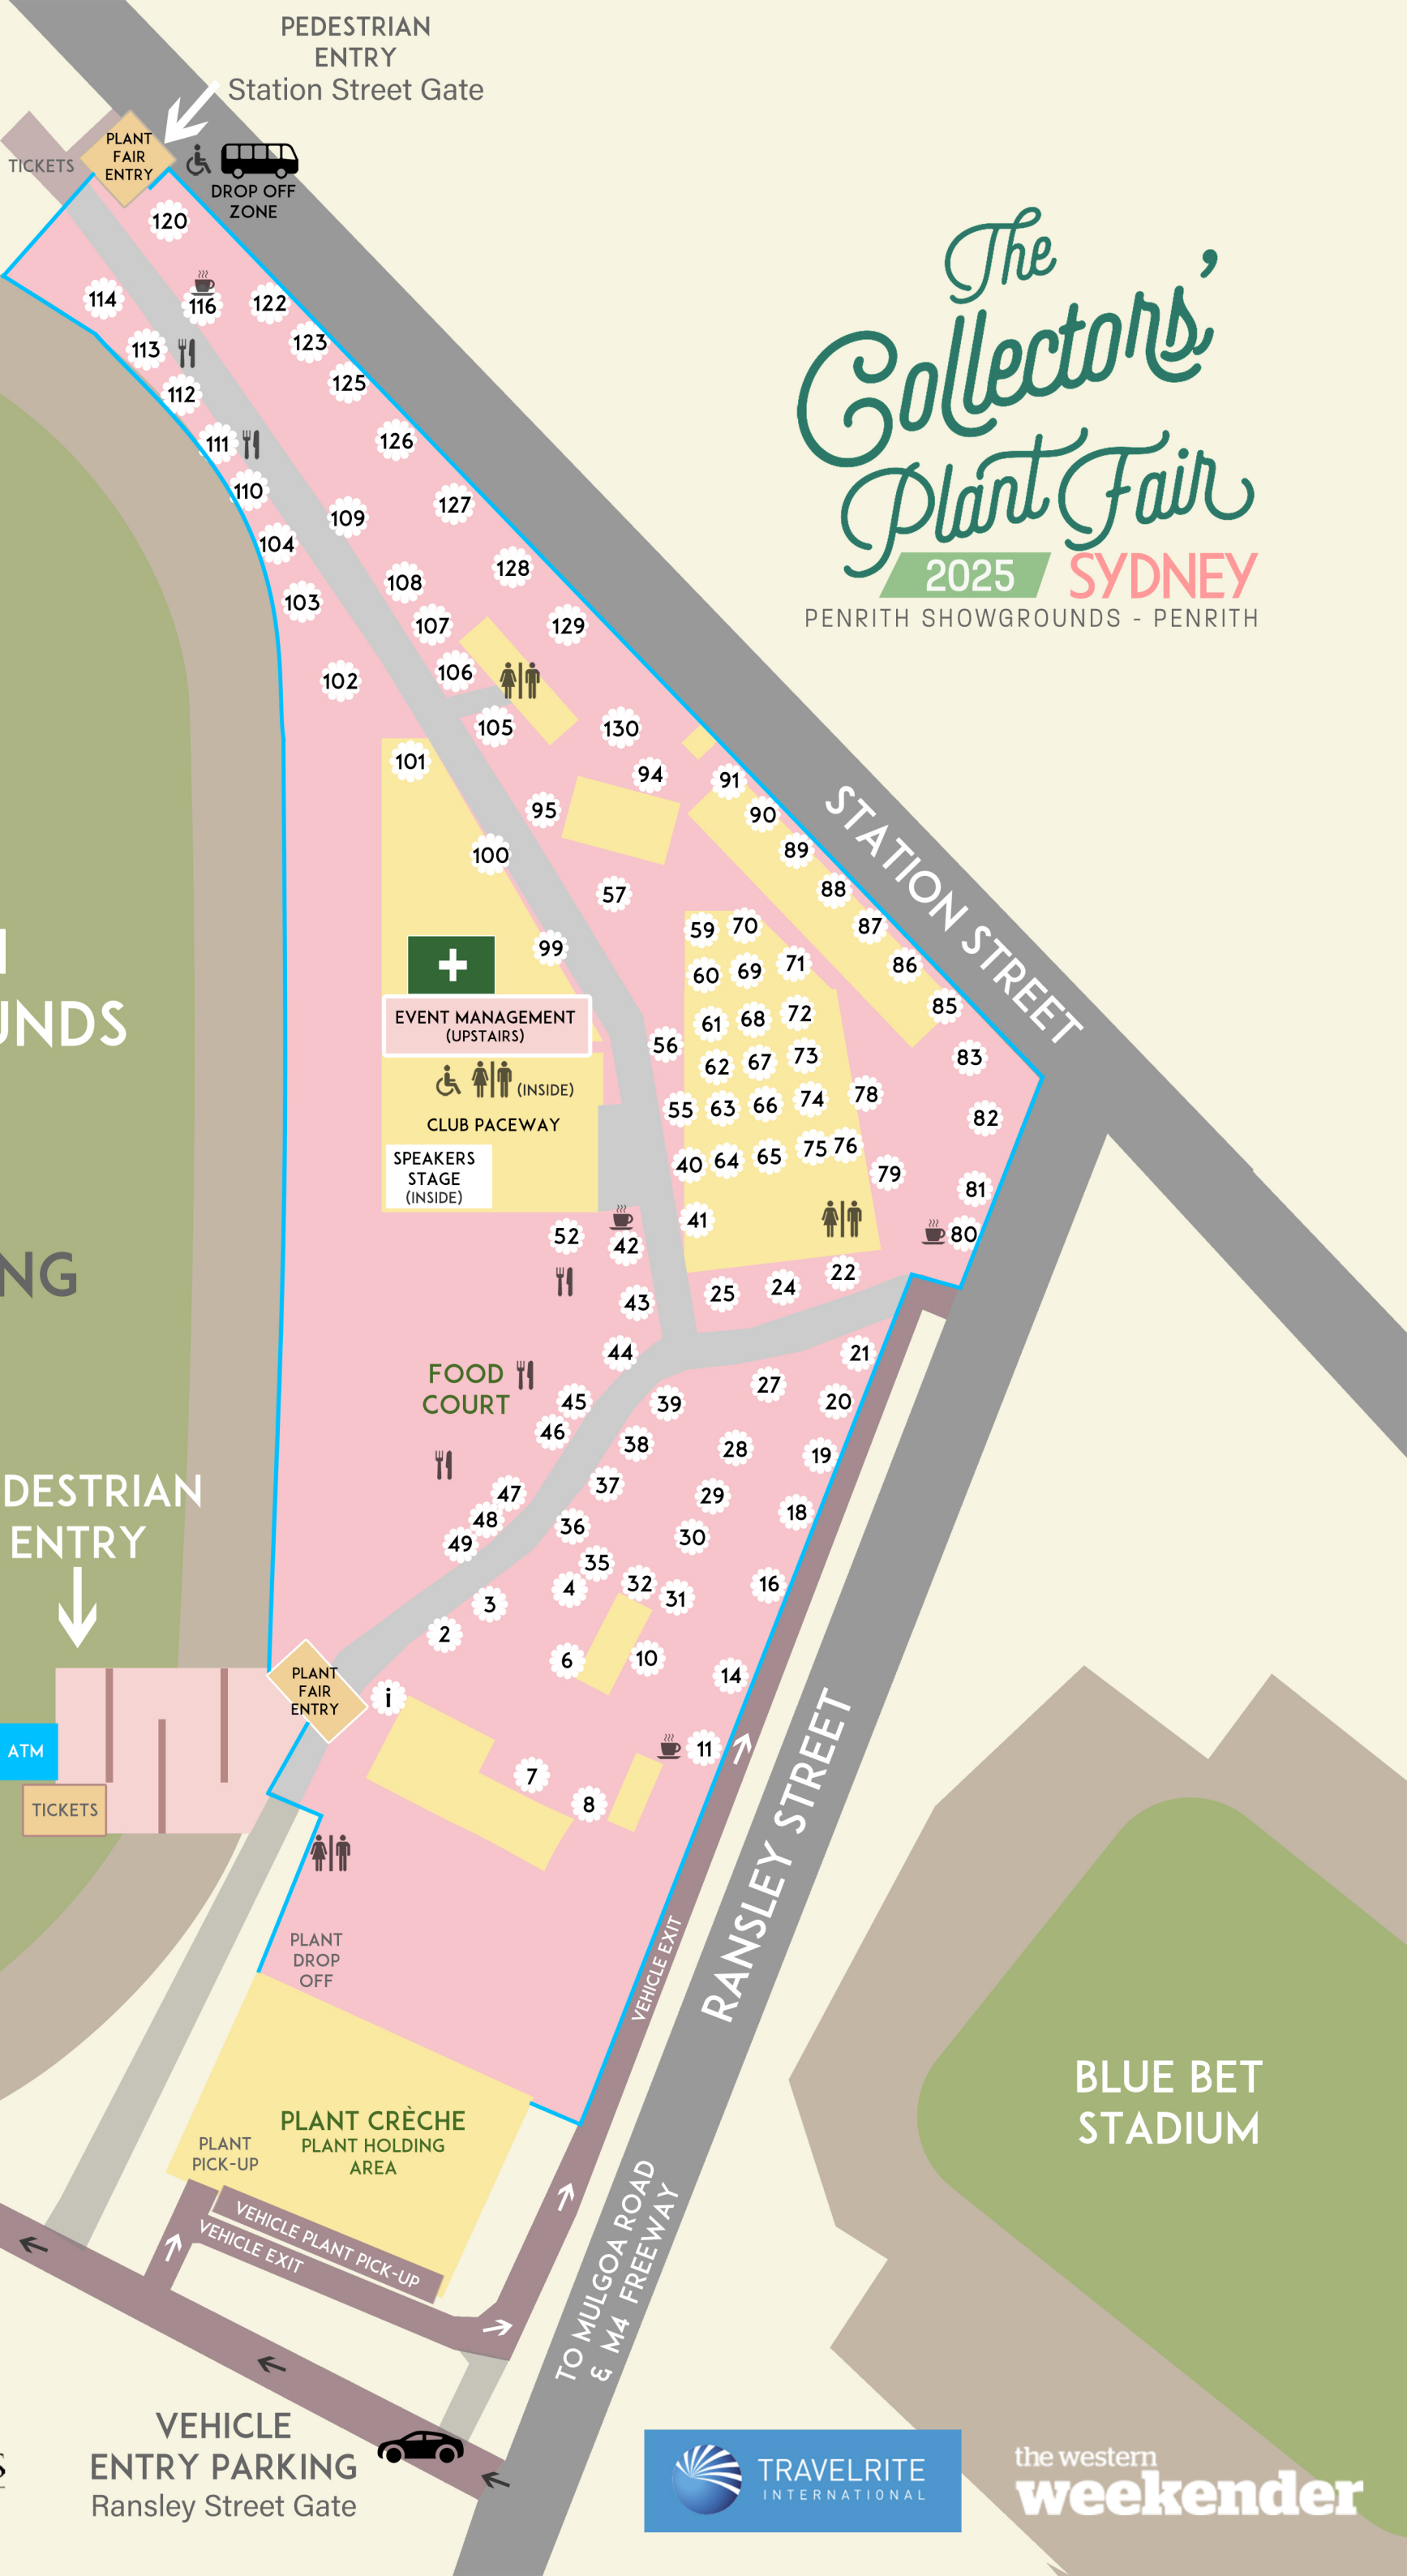 PEDESTRIAN
ENTRY
Station Street Gate
TICKETS
PLANT
FAIR
ENTRY
DROP OFF
ZONE
120
114
116
122
113
123
112
125
111
126
110
109
127
104
108
128
103
107
129
106
102
105
130
101
94
91
95
90
100
89
57
88
99
59
70
87
60
69
71
86
61
68
72
85
56
62
67
73
83
55
63
66
74
78
82
40
64
65
75
76
79
81
41
80
52
42
22
43
25
24
44
21
45
39
27
20
46
38
28
19
47
37
29
18
48
36
30
49
35
4
32
31
16
3
2
6
10
14
i
11
7
8
The
Collectors'
Plant Fair
2025 SYDNEY
PENRITH SHOWGROUNDS - PENRITH
STATION STREET
EVENT MANAGEMENT
(UPSTAIRS)
(INSIDE)
CLUB PACEWAY
SPEAKERS
STAGE
(INSIDE)
UNDS
NG
FOOD
COURT
DESTRIAN
ENTRY
PLANT
FAIR
ENTRY
ATM
TICKETS
PLANT
DROP
OFF
VEHICLE EXIT
RANSLEY STREET
BLUE BET
STADIUM
PLANT CRÈCHE
PLANT HOLDING
AREA
PLANT
PICK-UP
VEHICLE PLANT PICK-UP
VEHICLE EXIT
TO MULGOA ROAD
& M4 FREEWAY
VEHICLE
ENTRY PARKING
Ransley Street Gate
TRAVELRITE
INTERNATIONAL
the western
weekender